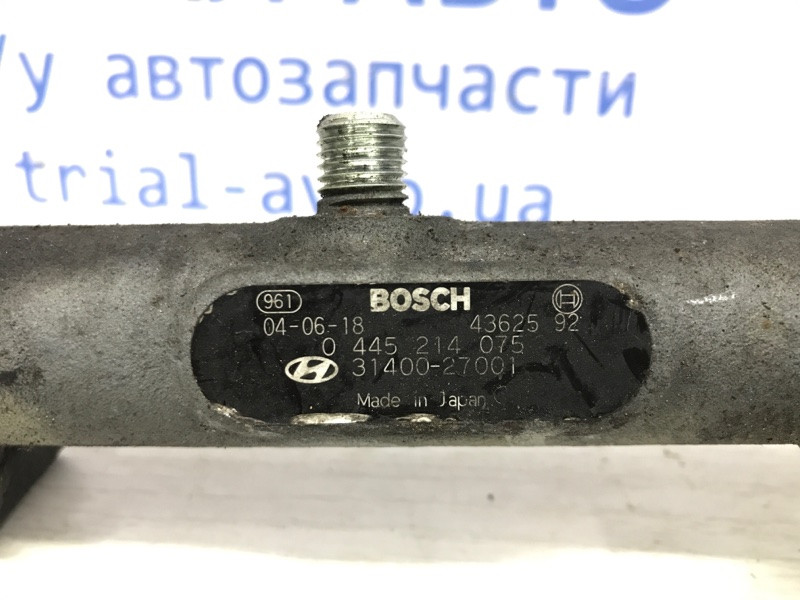 /у автозапчасти
trial-avto.ua
961 BOSCH
04-06-18 43625 92
0 445 214 075
31400-27001
Made in Japan